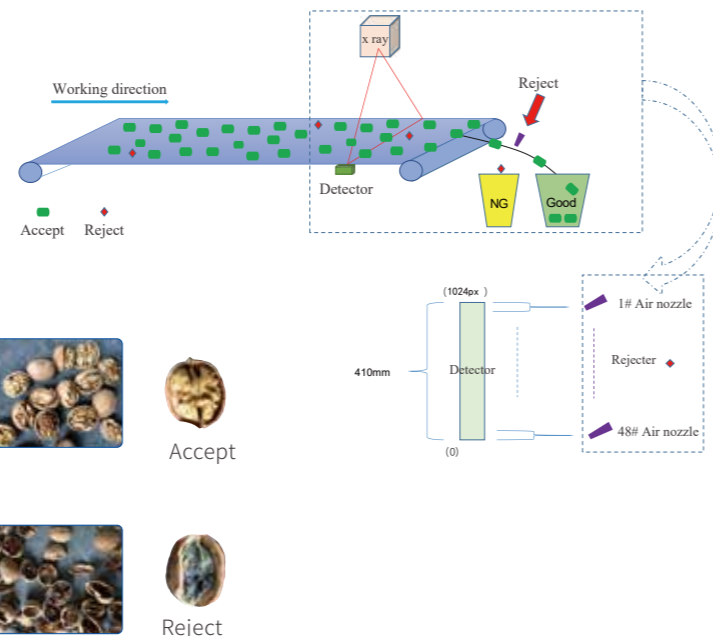 x ray
Working direction
Reject
Detector
NG
Good
Accept
Reject
(1024px )
1# Air nozzle
410mm
Detector
Rejecter
48# Air nozzle
(0)
Accept
Reject